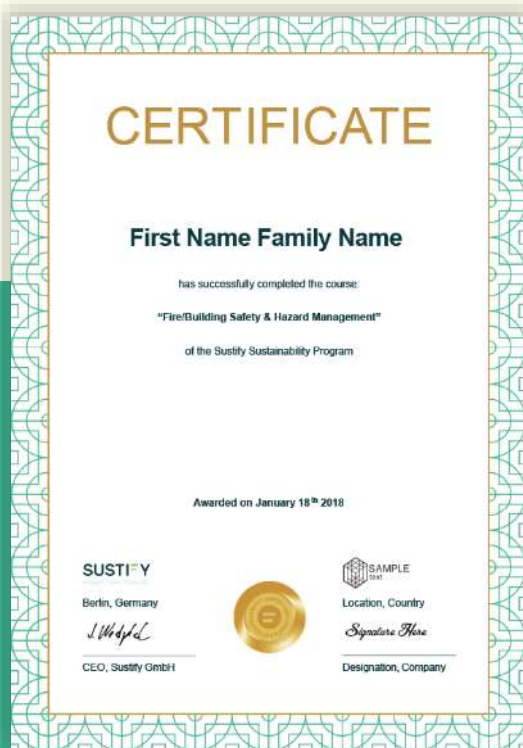 CERTIFICATE
First Name Family Name
has successfully completed the course:
"Fire/Building Safety & Hazard Management"
of the Sustify Sustainability Program
Awarded on January 18th 2018
SUSTIFY
Berlin, Germany
CEO, Sustify GmbH
SAMPLE
text
Location, Country
Signature Here
Designation, Company